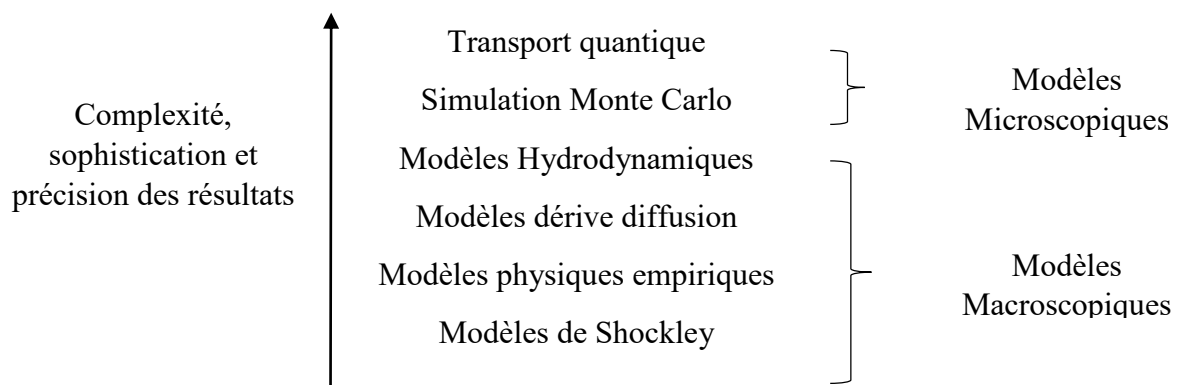 Complexité,
sophistication et
précision des résultats
Transport quantique
Simulation Monte Carlo
Modèles Hydrodynamiques
Modèles dérive diffusion
Modèles physiques empiriques
Modèles de Shockley
Modèles
Microscopiques
Modèles
Macroscopiques